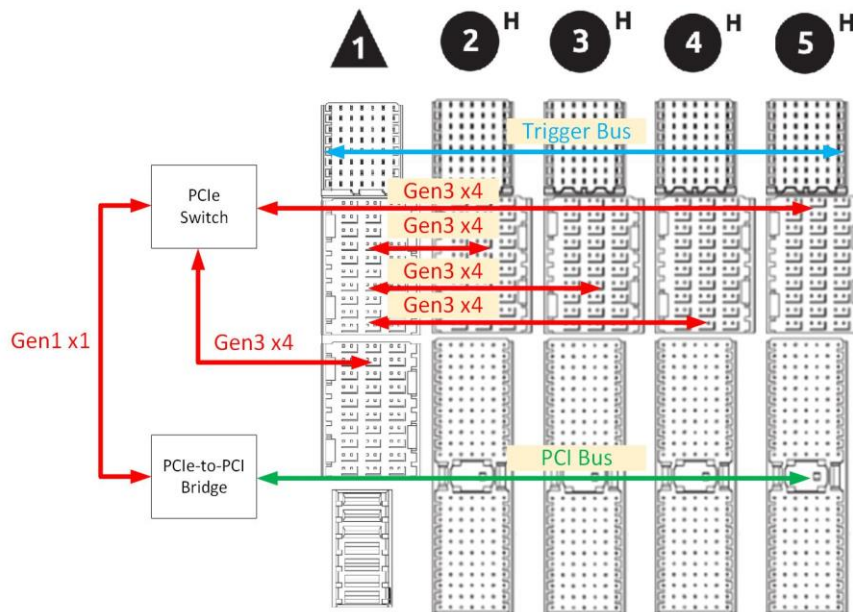 1
2 H
3 H
4 H
5 H
Trigger Bus
PCIe
Switch
Gen3 x4
Gen3 x4
Gen3 x4
Gen3 x4
Gen1 x1
Gen3 x4
PCIe-to-PCI
Bridge
PCI Bus